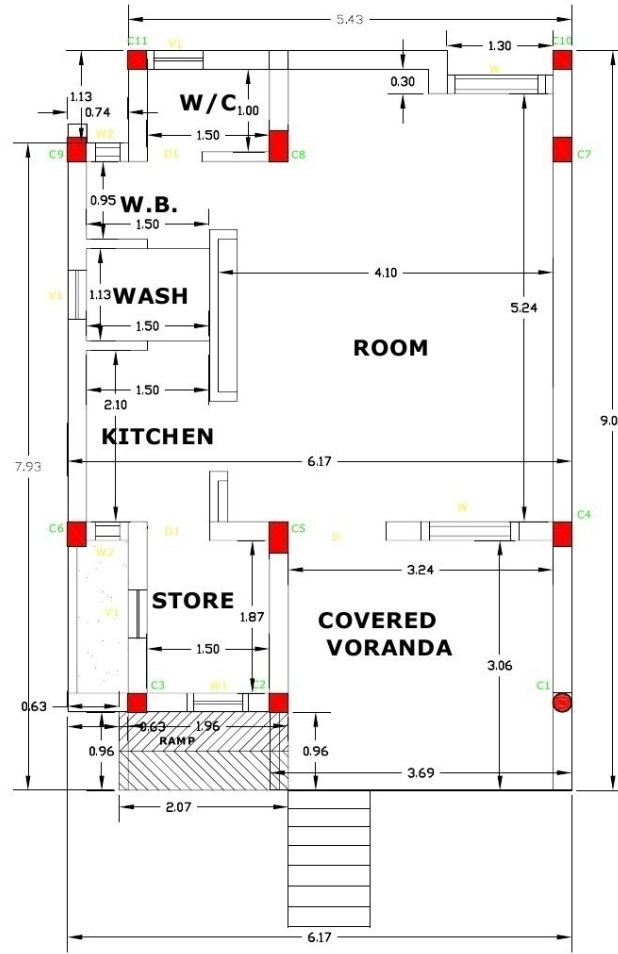 5.43
C11
V1
C10
1.30
W
0.30
1.13
0.74
W/C
1.00
W2
1.50
C9
D1
C8
C7
0.95
W.B.
1.50
4.10
V1
1.13
WASH
5.24
1.50
ROOM
1.50
2.10
9.0
KITCHEN
7.93
6.17
C6
W2
D1
C5
D
W
C4
3.24
STORE
V1
1.87
COVERED
VORANDA
1.50
3.06
C3
W1
C2
C1
0.63
0.63
1.96
0.96
RAMP
0.96
3.69
2.07
6.17